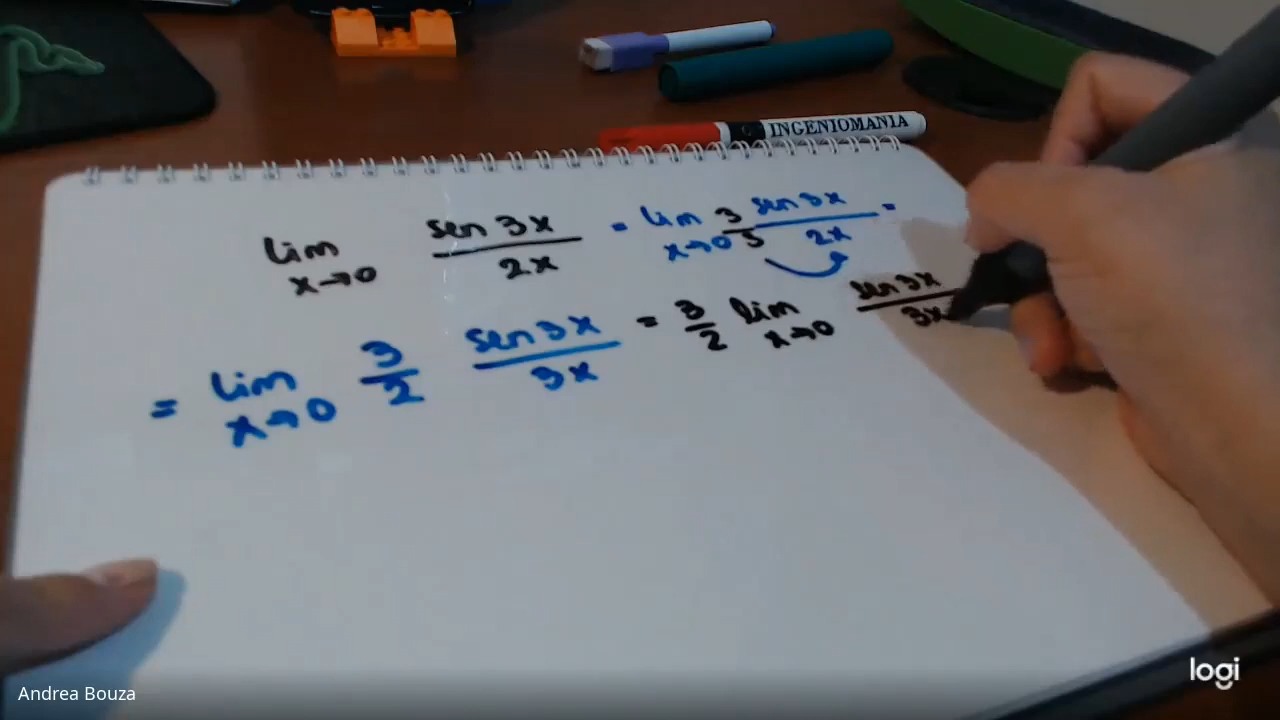 INGENIOMANIA
lim x→0 sen 3x / 2x = lim x→0 3/3 sen 3x / 2x =
= lim x→0 3/2 sen 3x / 3x = 3/2 lim x→0 sen 3x / 3x
logi
Andrea Bouza